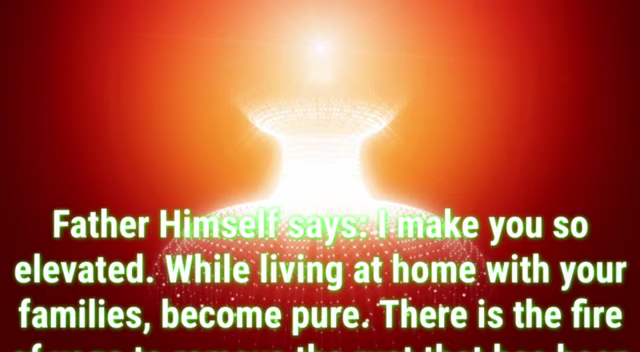 Father Himself says: I make you so
elevated. While living at home with your
families, become pure. There is the fire